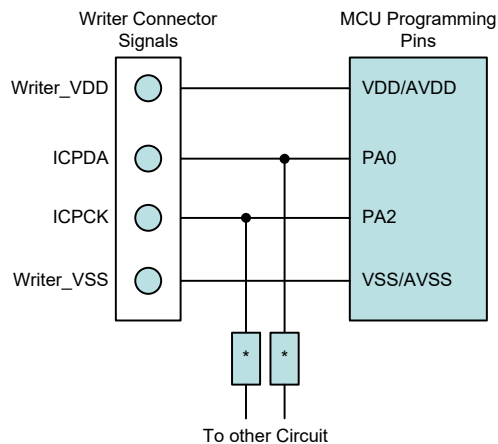 Writer Connector
Signals
MCU Programming
Pins
Writer_VDD
VDD/AVDD
ICPDA
PA0
ICPCK
PA2
Writer_VSS
VSS/AVSS
*
*
To other Circuit